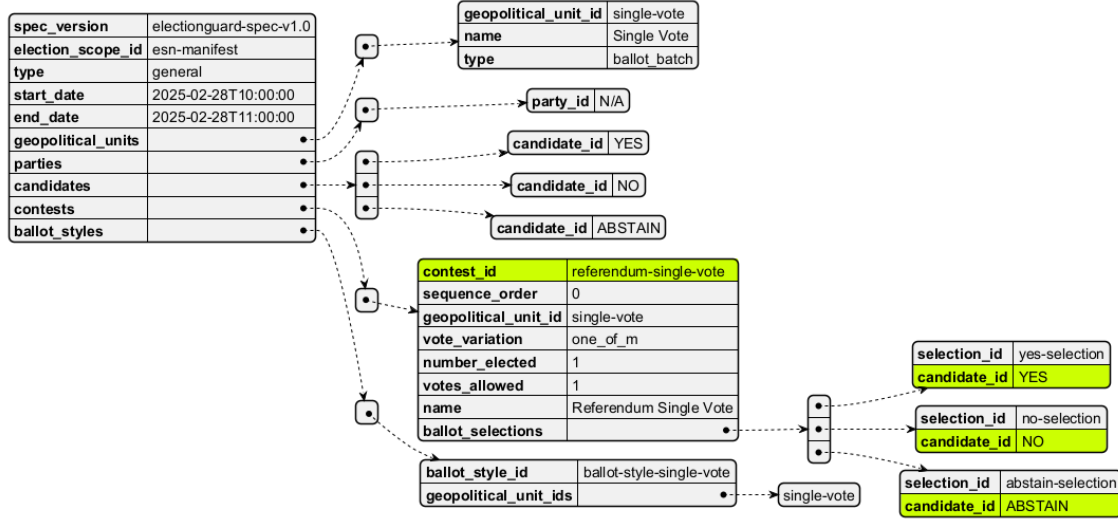 spec_version electionguard-spec-v1.0
election_scope_id esn-manifest
type general
start_date 2025-02-28T10:00:00
end_date 2025-02-28T11:00:00
geopolitical_units
parties
candidates
contests
ballot_styles
geopolitical_unit_id single-vote
name Single Vote
type ballot_batch
party_id N/A
candidate_id YES
candidate_id NO
candidate_id ABSTAIN
contest_id referendum-single-vote
sequence_order 0
geopolitical_unit_id single-vote
vote_variation one_of_m
number_elected 1
votes_allowed 1
name Referendum Single Vote
ballot_selections
selection_id yes-selection
candidate_id YES
selection_id no-selection
candidate_id NO
selection_id abstain-selection
candidate_id ABSTAIN
ballot_style_id ballot-style-single-vote
geopolitical_unit_ids single-vote